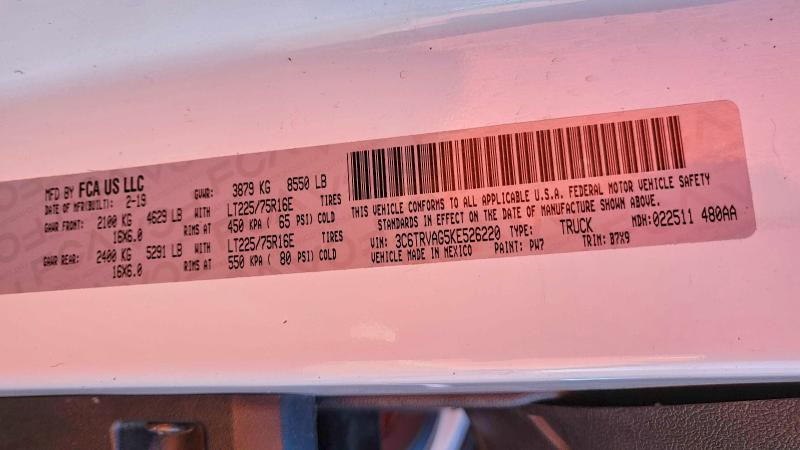 MFD BY FCA US LLC
DATE OF MFR(BUILT): 2-19
GVWR: 3879 KG 8550 LB
GAWR FRONT: 2100 KG 4629 LB WITH LT225/75R16E TIRES
16X6.0 RIMS AT 450 KPA ( 65 PSI) COLD
GAWR REAR: 2400 KG 5291 LB WITH LT225/75R16E TIRES
16X6.0 RIMS AT 550 KPA ( 80 PSI) COLD
THIS VEHICLE CONFORMS TO ALL APPLICABLE U.S.A. FEDERAL MOTOR VEHICLE SAFETY
STANDARDS IN EFFECT ON THE DATE OF MANUFACTURE SHOWN ABOVE.
VIN: 3C6TRVAG5KE526220 TYPE: TRUCK MDH: 022511 480AA
VEHICLE MADE IN MEXICO PAINT: PW7 TRIM: B7X9